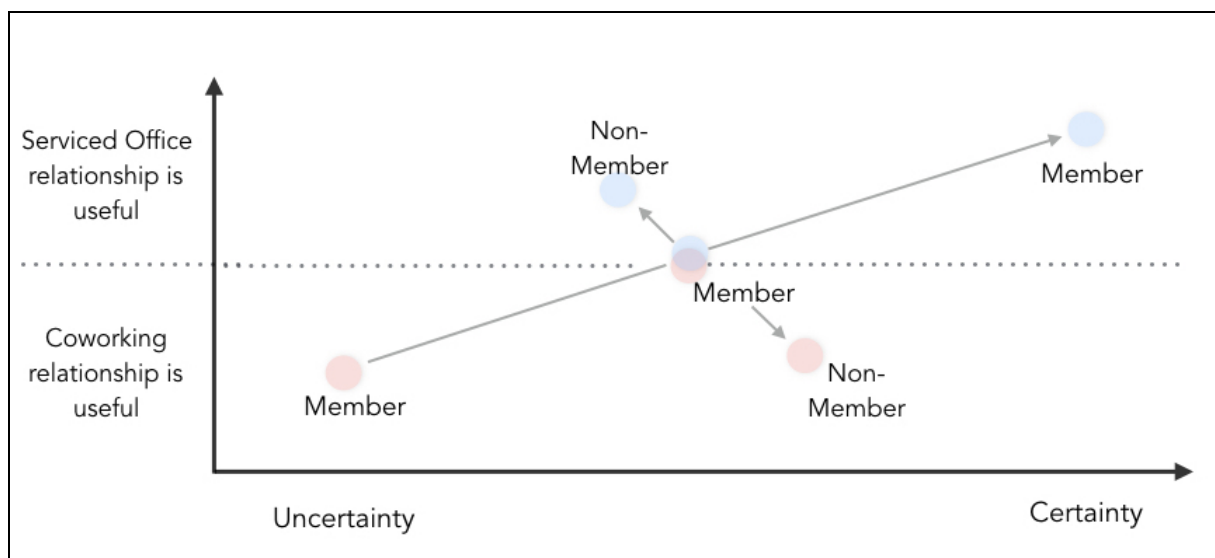 Serviced Office
relationship is
useful
Coworking
relationship is
useful
Non-
Member
Member
Member
Non-
Member
Member
Uncertainty
Certainty